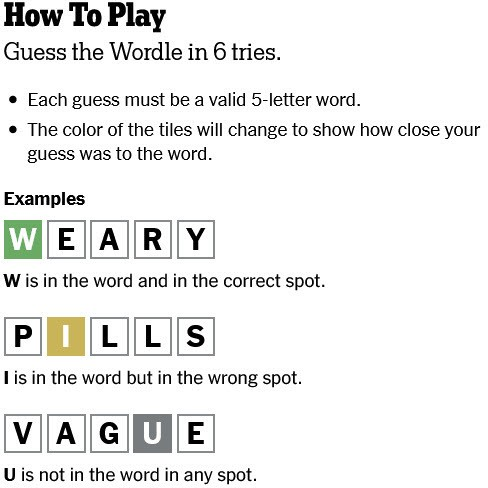 How To Play
Guess the Wordle in 6 tries.
• Each guess must be a valid 5-letter word.
• The color of the tiles will change to show how close your
guess was to the word.
Examples
W E A R Y
W is in the word and in the correct spot.
P I L L S
I is in the word but in the wrong spot.
V A G U E
U is not in the word in any spot.